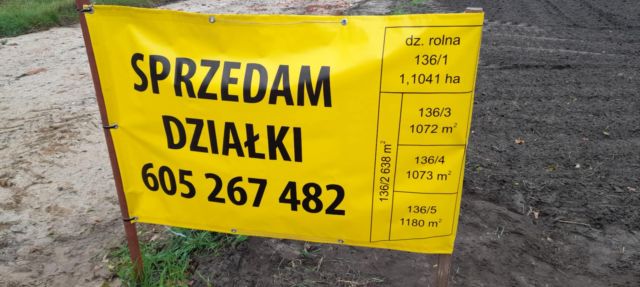 SPRZEDAM
DZIAŁKI
605 267 482
dz. rolna
136/1
1,1041 ha
136/2 638 m²
136/3
1072 m²
136/4
1073 m²
136/5
1180 m²